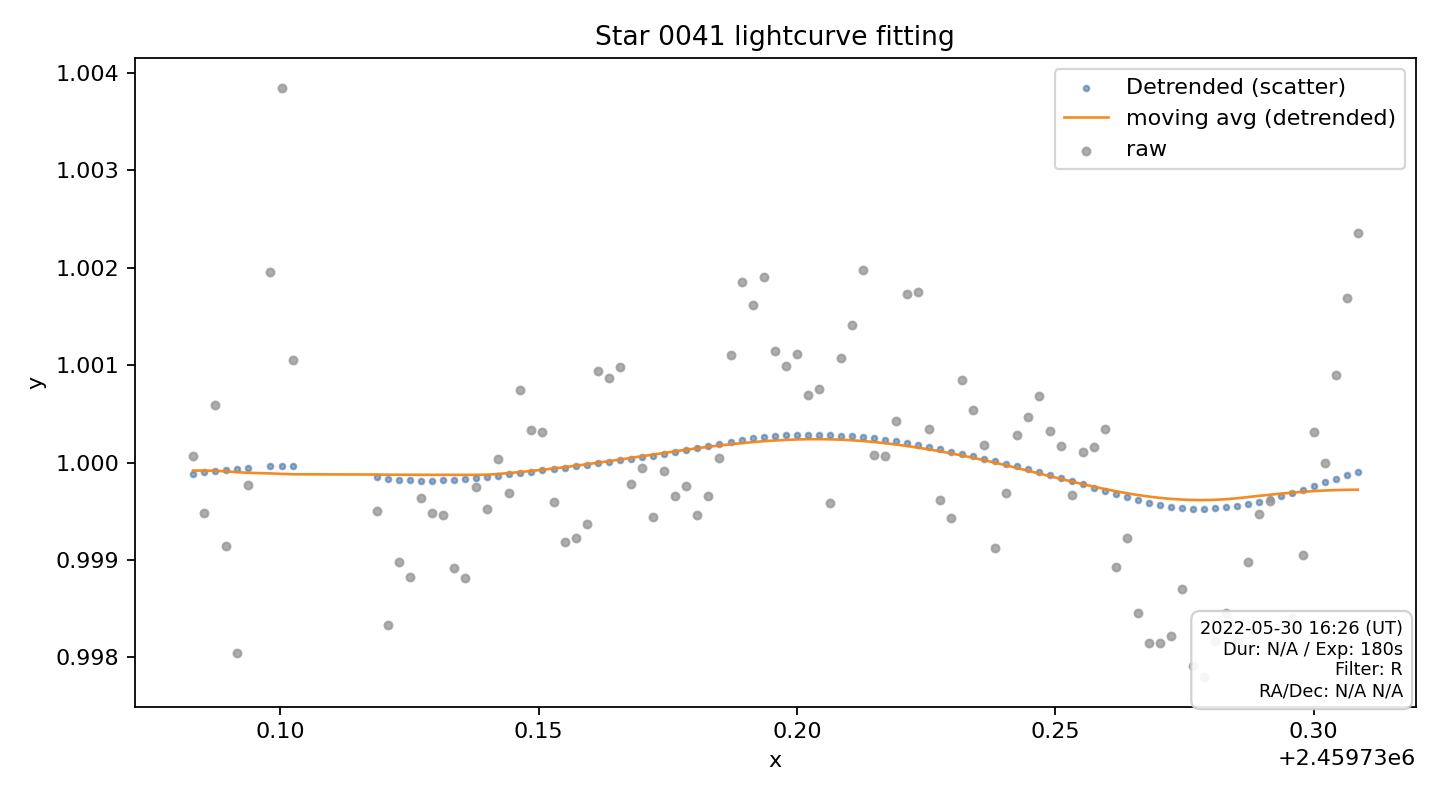 Star 0041 lightcurve fitting
1.004
1.003
1.002
1.001
1.000
0.999
0.998
y
Detrended (scatter)
moving avg (detrended)
raw
2022-05-30 16:26 (UT)
Dur: N/A / Exp: 180s
Filter: R
RA/Dec: N/A N/A
0.10 0.15 0.20 0.25 0.30
x
+2.45973e6